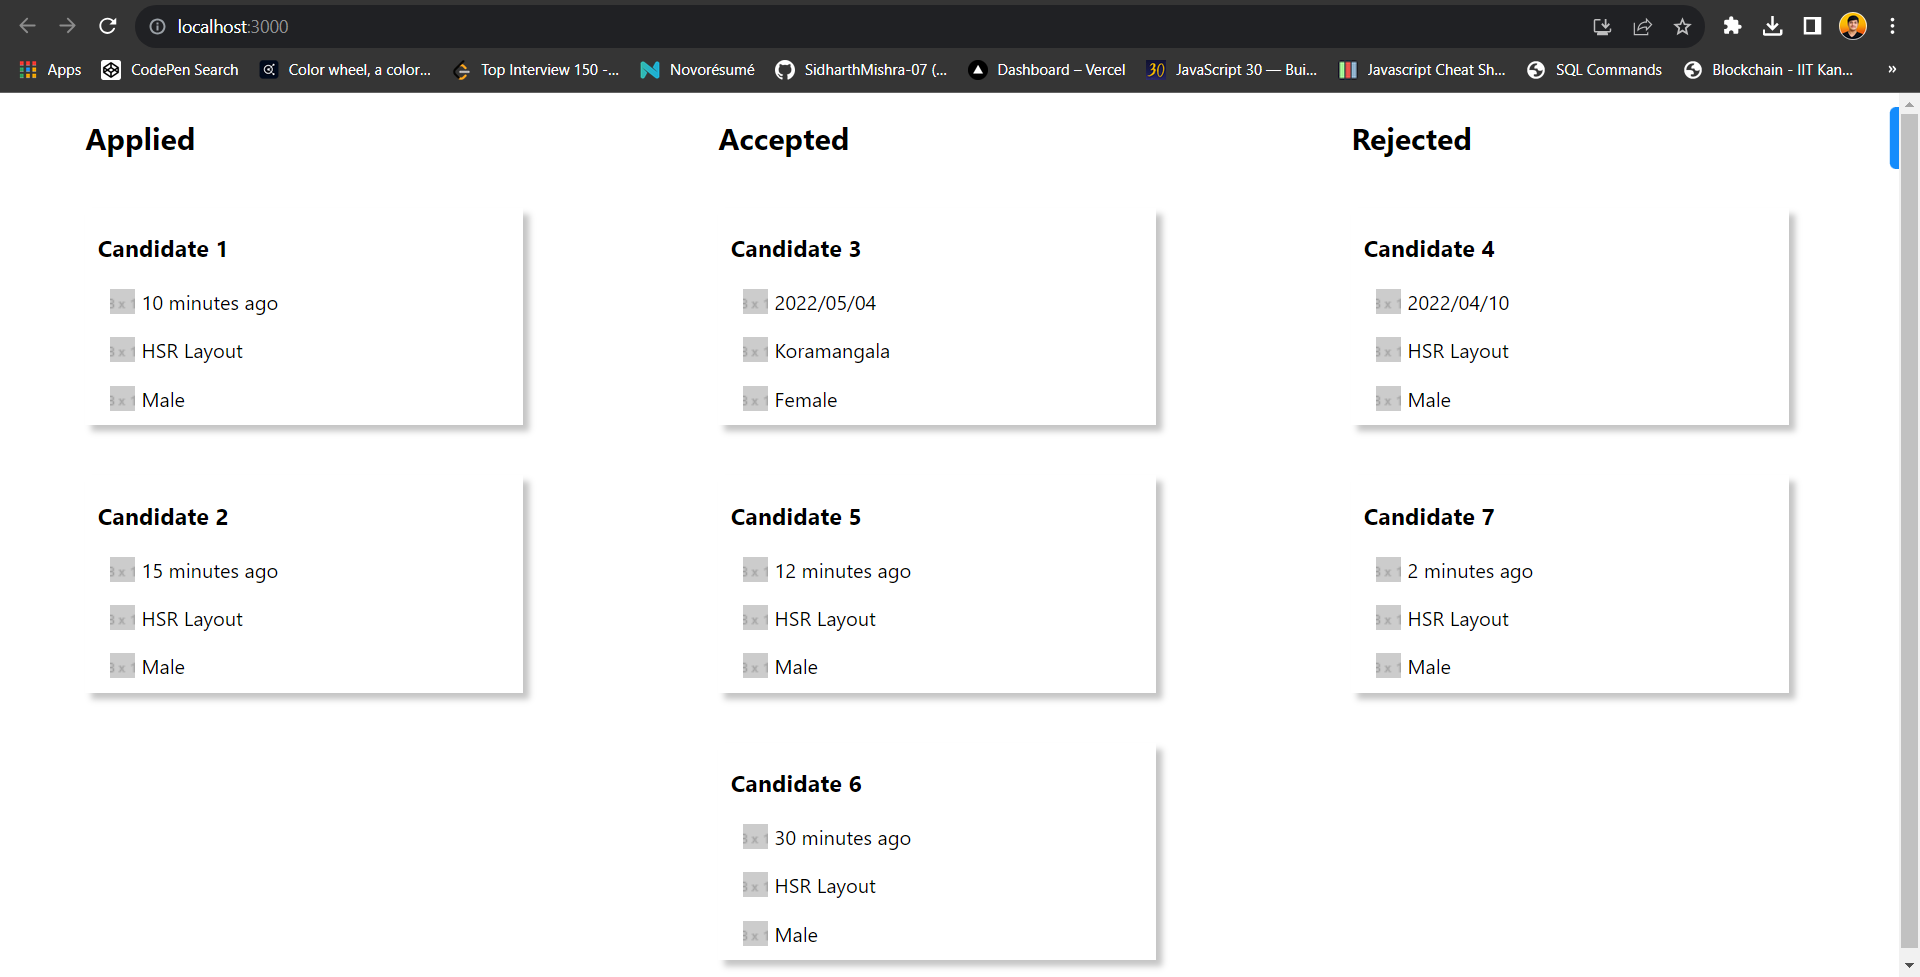 localhost:3000
Apps CodePen Search Color wheel, a color... Top Interview 150 -... Novorésumé SidharthMishra-07 (... Dashboard – Vercel 30 JavaScript 30 — Bui... Javascript Cheat Sh... SQL Commands Blockchain - IIT Kan... »
Applied
Candidate 1
10 minutes ago
HSR Layout
Male
Candidate 2
15 minutes ago
HSR Layout
Male
Accepted
Candidate 3
2022/05/04
Koramangala
Female
Candidate 5
12 minutes ago
HSR Layout
Male
Candidate 6
30 minutes ago
HSR Layout
Male
Rejected
Candidate 4
2022/04/10
HSR Layout
Male
Candidate 7
2 minutes ago
HSR Layout
Male